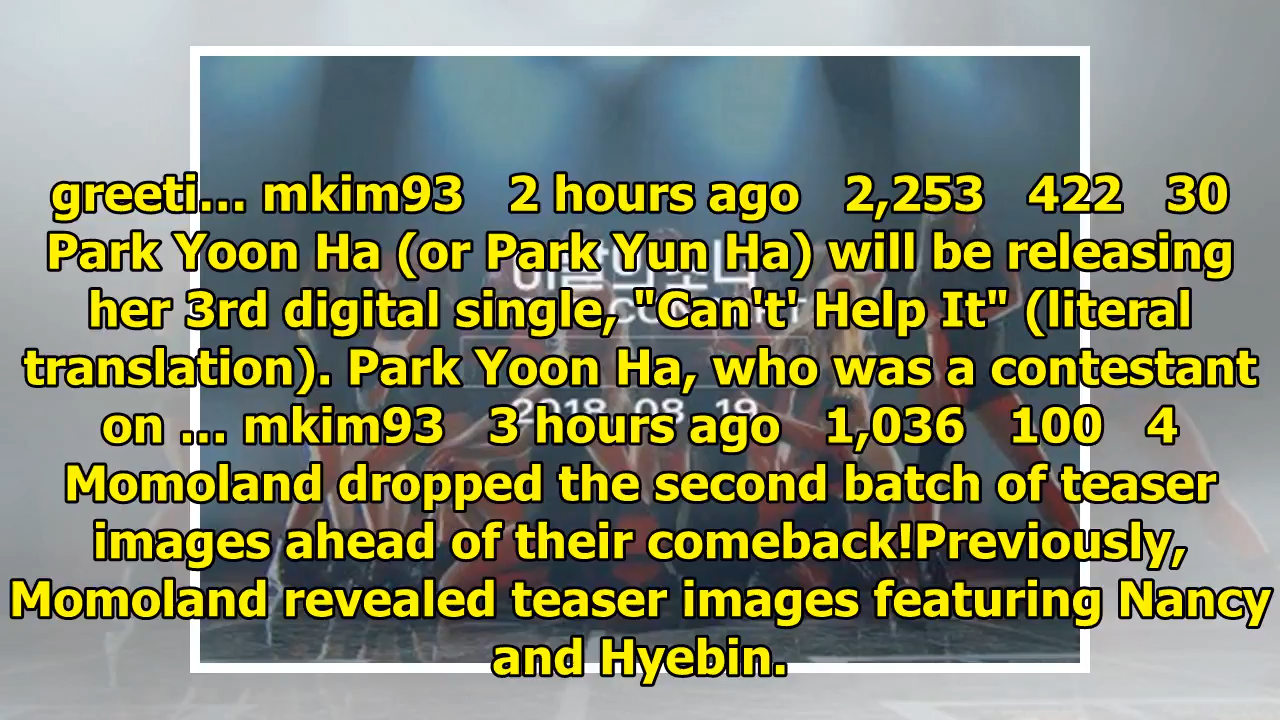 greeti... mkim93 2 hours ago 2,253 422 30
Park Yoon Ha (or Park Yun Ha) will be releasing
her 3rd digital single, "Can't' Help It" (literal
translation). Park Yoon Ha, who was a contestant
on ... mkim93 3 hours ago 1,036 100 4
Momoland dropped the second batch of teaser
images ahead of their comeback!Previously,
Momoland revealed teaser images featuring Nancy
and Hyebin.
2018 08 19